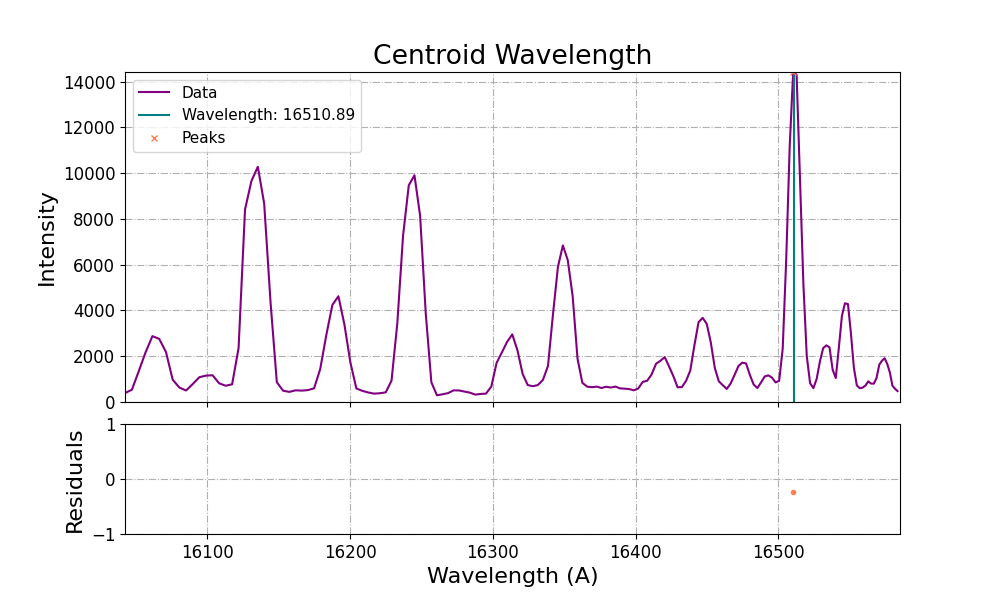 Centroid Wavelength
14000
12000
10000
8000
6000
4000
2000
0
Intensity
Data
Wavelength: 16510.89
Peaks
1
0
−1
Residuals
16100
16200
16300
16400
16500
Wavelength (A)